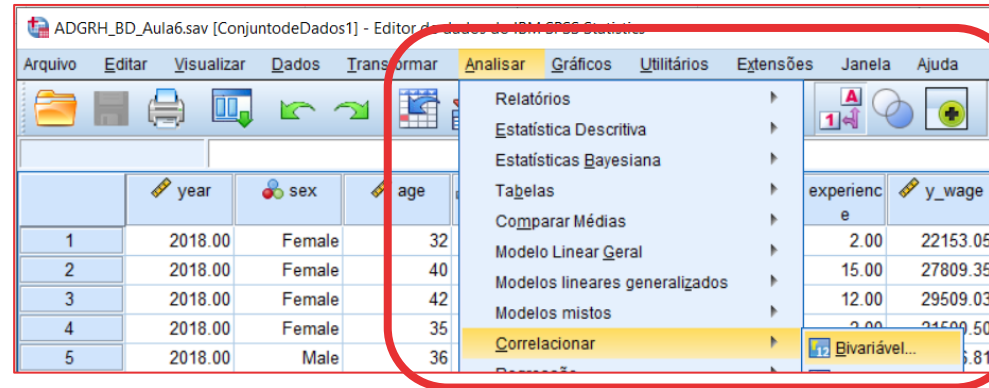 ADGRH_BD_Aula6.sav [ConjuntodeDados1] - Editor de dados do IBM SPSS Statistics
Arquivo Editar Visualizar Dados Transformar Analisar Gráficos Utilitários Extensões Janela Ajuda
Relatórios
Estatística Descritiva
Estatísticas Bayesiana
Tabelas
Comparar Médias
Modelo Linear Geral
Modelos lineares generalizados
Modelos mistos
Correlacionar
Bivariável...
year sex age experienc
e y_wage
1 2018.00 Female 32 2.00 22153.05
2 2018.00 Female 40 15.00 27809.35
3 2018.00 Female 42 12.00 29509.03
4 2018.00 Female 35
5 2018.00 Male 36